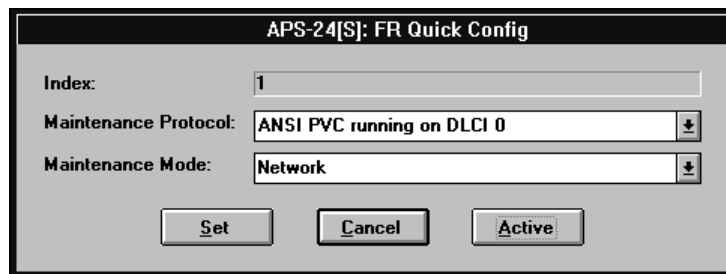 APS-24[S]: FR Quick Config
Index: 1
Maintenance Protocol: ANSI PVC running on DLCI 0
Maintenance Mode: Network
Set Cancel Active